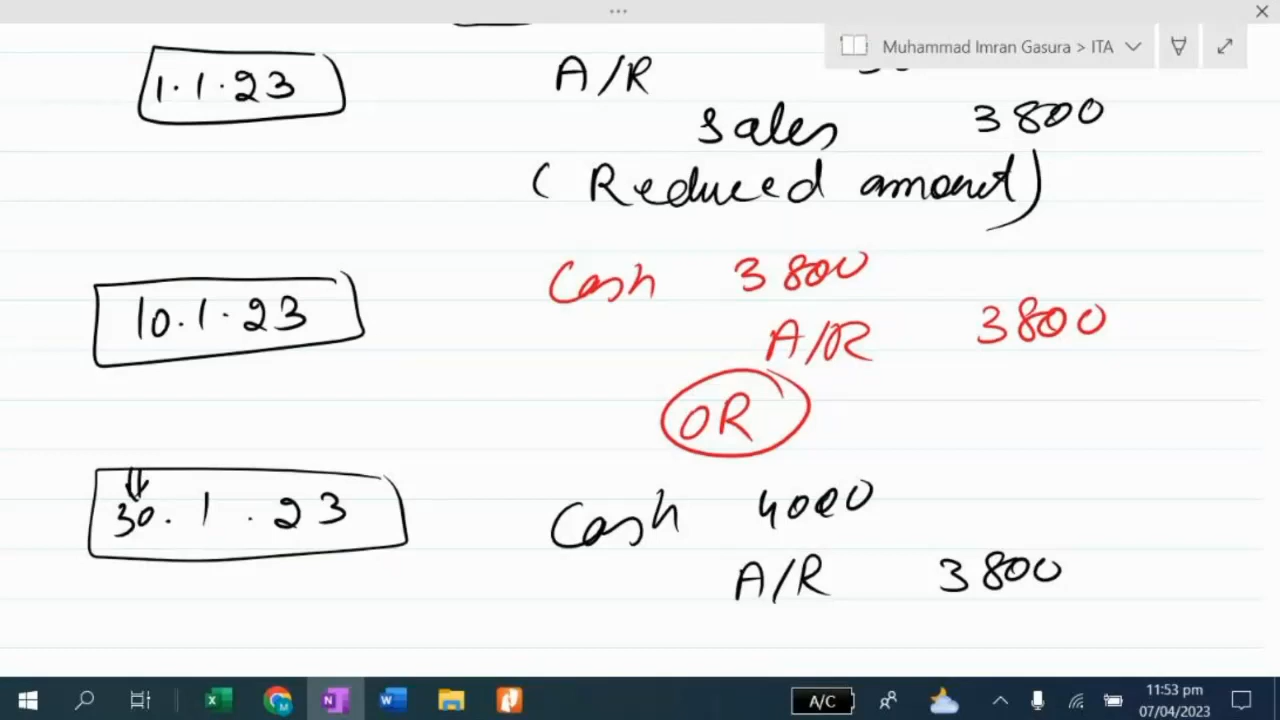 Muhammad Imran Gasura > ITA
1.1.23
A/R
Sales 3800
(Reduced amount)
10.1.23
Cash 3800
A/R 3800
OR
30.1.23
Cash 4000
A/R 3800
A/C
11:53 pm
07/04/2023